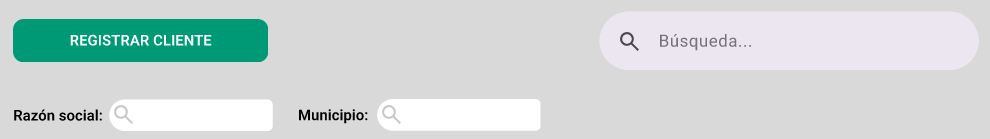 REGISTRAR CLIENTE
Búsqueda...
Razón social:
Municipio: